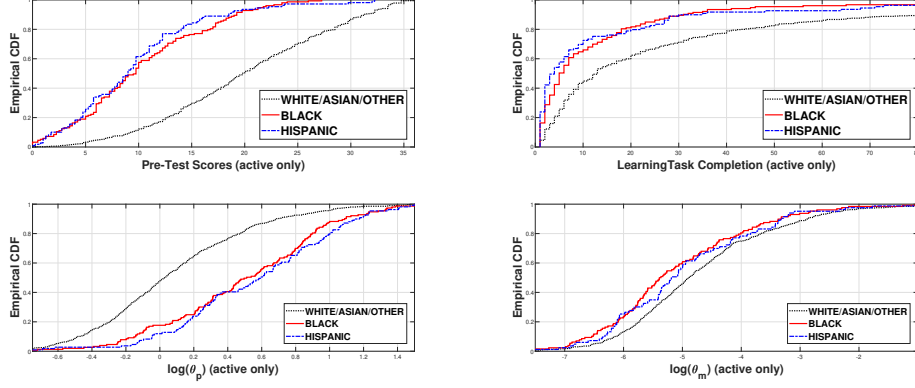 Empirical CDF
1
0.8
0.6
0.4
0.2
0
0 5 10 15 20 25 30 35
Pre-Test Scores (active only)
WHITE/ASIAN/OTHER
BLACK
HISPANIC
Empirical CDF
1
0.8
0.6
0.4
0.2
0
0 10 20 30 40 50 60 70 80
LearningTask Completion (active only)
WHITE/ASIAN/OTHER
BLACK
HISPANIC
Empirical CDF
1
0.8
0.6
0.4
0.2
0
-0.6 -0.4 -0.2 0 0.2 0.4 0.6 0.8 1 1.2 1.4
log(θp) (active only)
WHITE/ASIAN/OTHER
BLACK
HISPANIC
Empirical CDF
1
0.8
0.6
0.4
0.2
0
-7 -6 -5 -4 -3 -2 -1
log(θm) (active only)
WHITE/ASIAN/OTHER
BLACK
HISPANIC